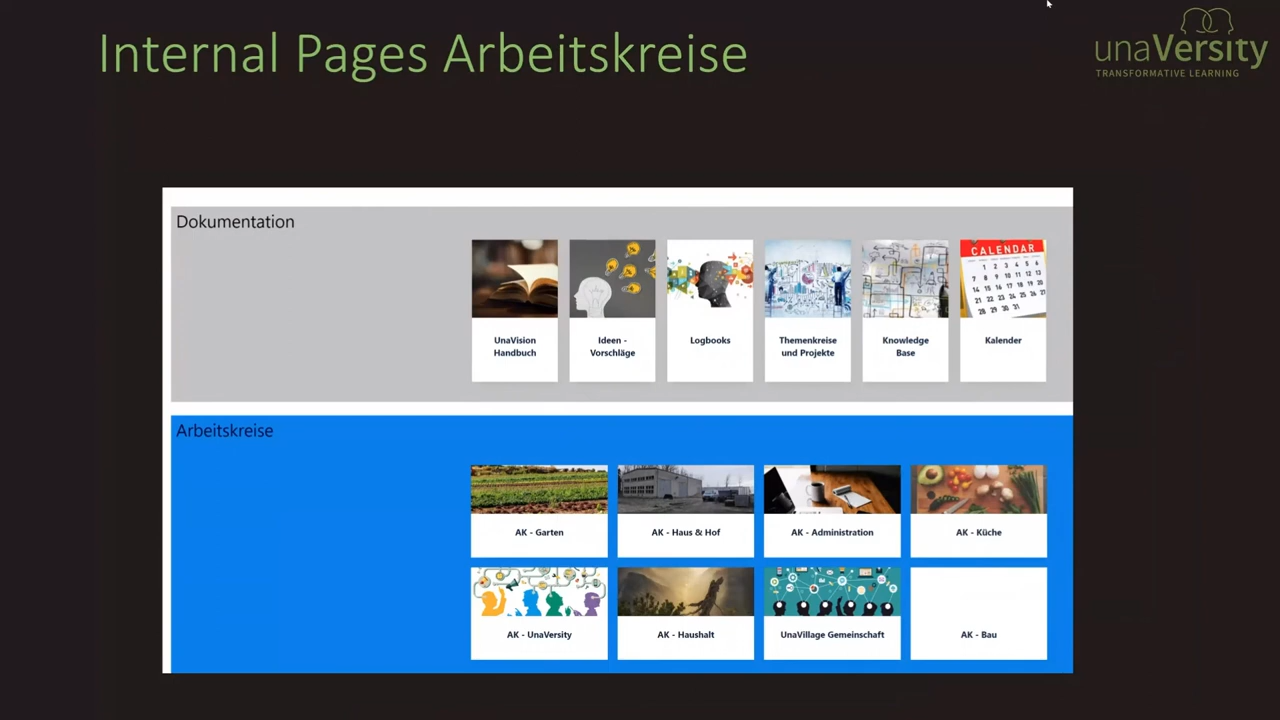 Internal Pages Arbeitskreise
unaVersity
TRANSFORMATIVE LEARNING
Dokumentation
CALENDAR
UnaVision
Handbuch
Ideen -
Vorschläge
Logbooks
Themenkreise
und Projekte
Knowledge
Base
Kalender
Arbeitskreise
AK - Garten
AK - Haus & Hof
AK - Administration
AK - Küche
AK - UnaVersity
AK - Haushalt
UnaVillage Gemeinschaft
AK - Bau